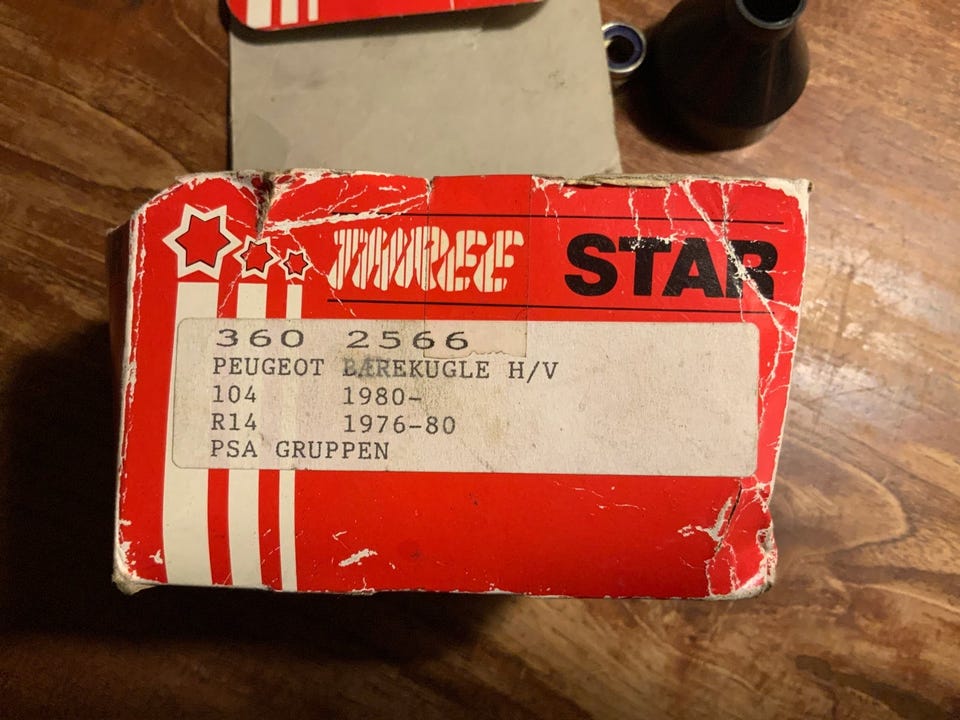 THREE STAR
360 2566
PEUGEOT BÆREKUGLE H/V
104 1980-
R14 1976-80
PSA GRUPPEN